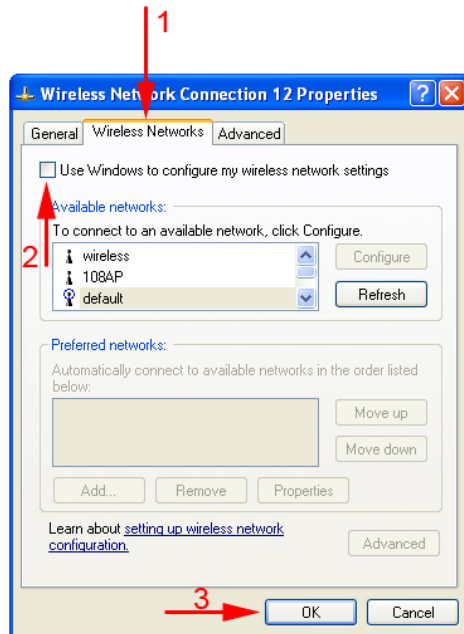 1
Wireless Network Connection 12 Properties
General Wireless Networks Advanced
Use Windows to configure my wireless network settings
2
Available networks:
To connect to an available network, click Configure.
wireless
108AP
default
Configure
Refresh
Preferred networks:
Automatically connect to available networks in the order listed
below:
Move up
Move down
Add... Remove Properties
Learn about setting up wireless network
configuration.
Advanced
3
OK Cancel